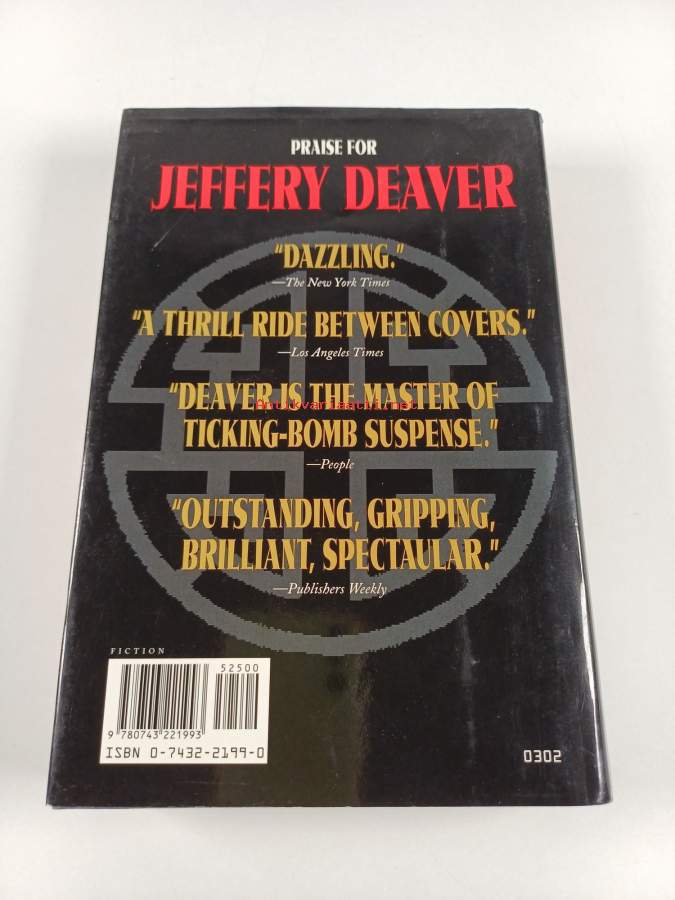 PRAISE FOR
JEFFERY DEAVER
"DAZZLING."
—The New York Times
"A THRILL RIDE BETWEEN COVERS."
—Los Angeles Times
"DEAVER IS THE MASTER OF
Antikvariaatti.net
TICKING-BOMB SUSPENSE."
—People
"OUTSTANDING, GRIPPING,
BRILLIANT, SPECTAULAR."
—Publishers Weekly
FICTION
52500
9 780743 221993
ISBN 0-7432-2199-0
0302